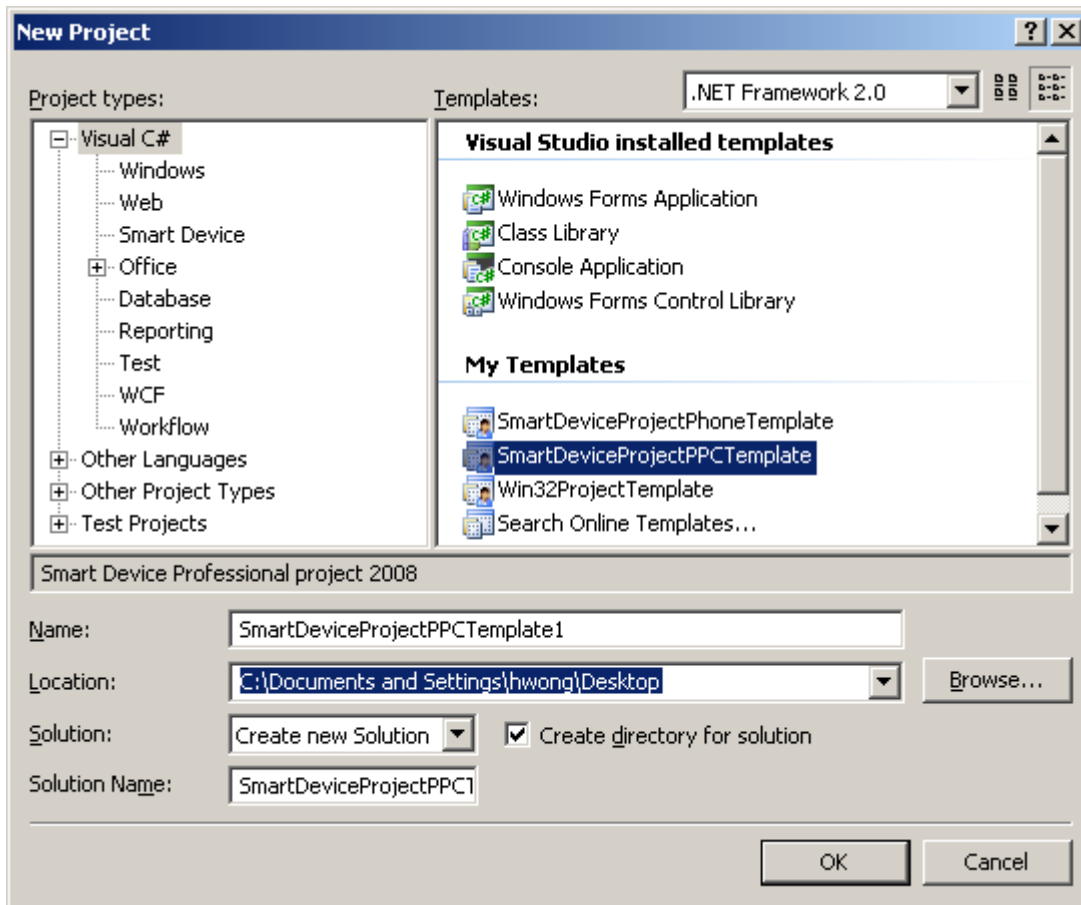 New Project
Project types:
Templates:
.NET Framework 2.0
Visual C#
Windows
Web
Smart Device
Office
Database
Reporting
Test
WCF
Workflow
Other Languages
Other Project Types
Test Projects
Visual Studio installed templates
Windows Forms Application
Class Library
Console Application
Windows Forms Control Library
My Templates
SmartDeviceProjectPhoneTemplate
SmartDeviceProjectPPCTemplate
Win32ProjectTemplate
Search Online Templates...
Smart Device Professional project 2008
Name:
SmartDeviceProjectPPCTemplate1
Location:
C:\Documents and Settings\hwong\Desktop
Browse...
Solution:
Create new Solution
Create directory for solution
Solution Name:
SmartDeviceProjectPPCT
OK
Cancel